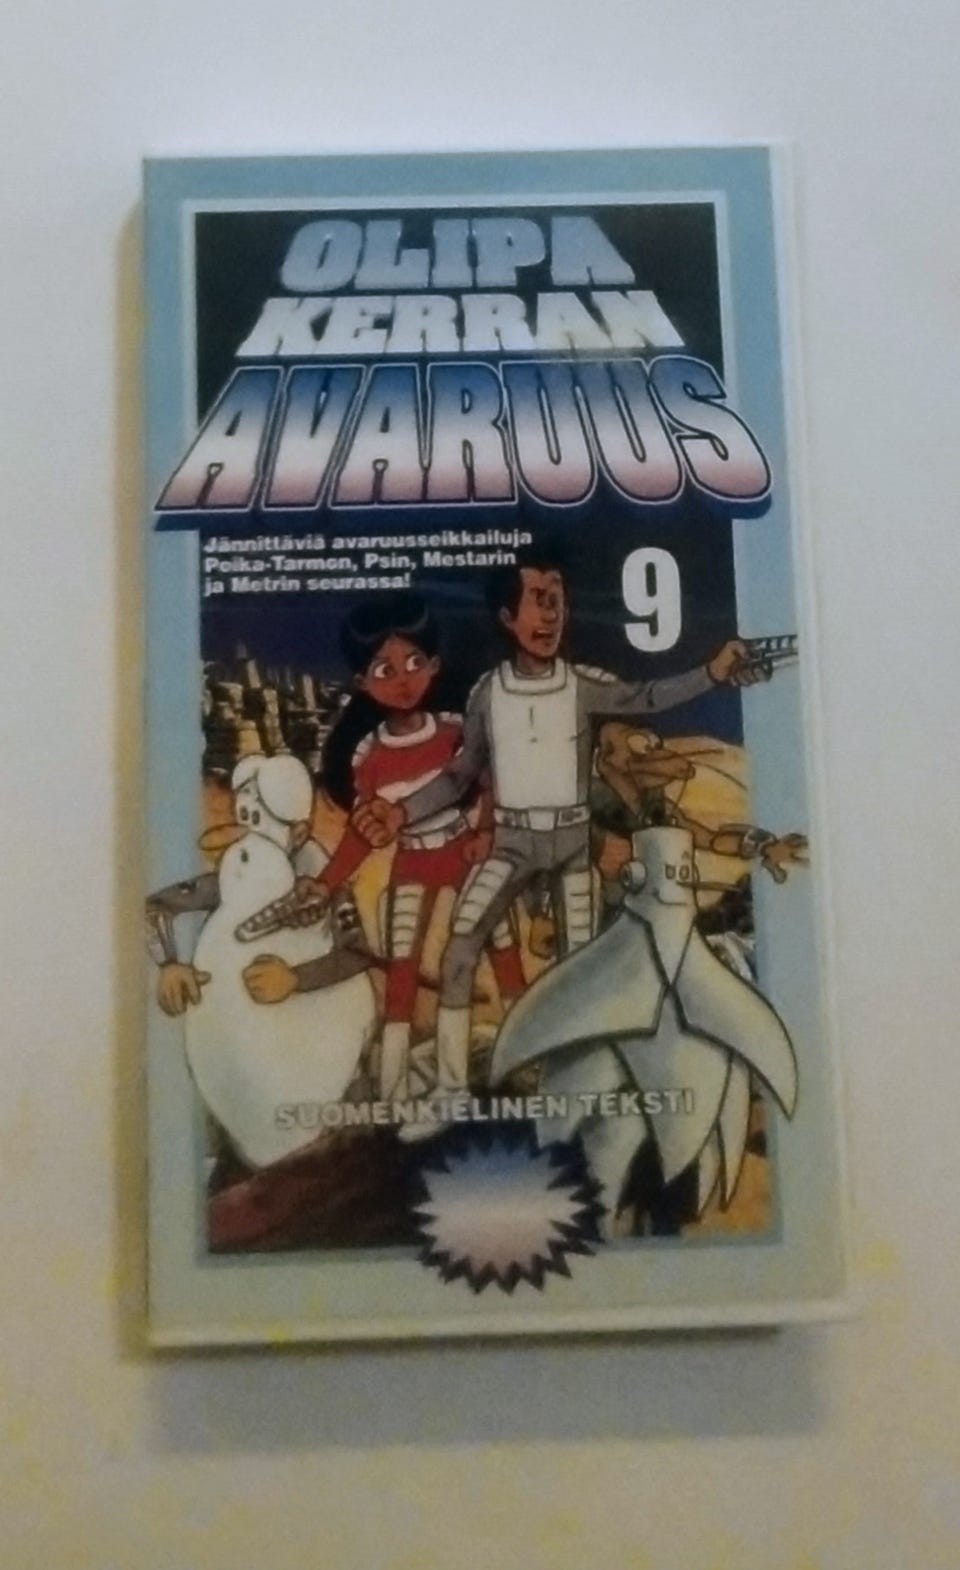 OLIPA
KERRAN
AVARUUS
Jännittäviä avaruusseikkailuja
Poika-Tarmon, Psin, Mestarin
ja Metrin seurassa!
9
SUOMENKIELINEN TEKSTI